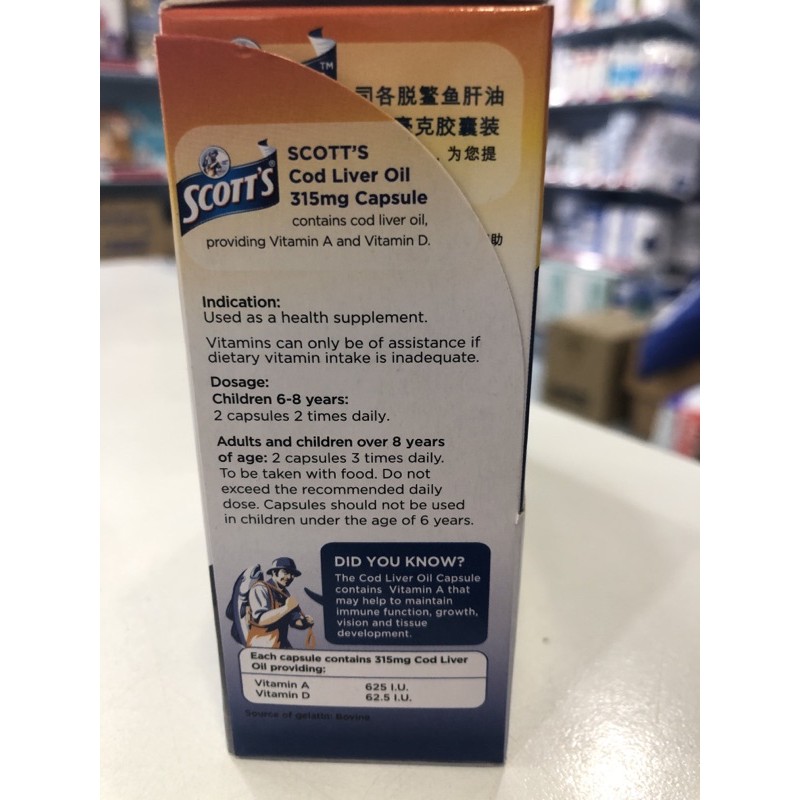 TM
司各脱鳘鱼肝油
克胶囊装
为您提
助
SCOTT'S
SCOTT'S
Cod Liver Oil
315mg Capsule
contains cod liver oil,
providing Vitamin A and Vitamin D.
Indication:
Used as a health supplement.
Vitamins can only be of assistance if
dietary vitamin intake is inadequate.
Dosage:
Children 6-8 years:
2 capsules 2 times daily.
Adults and children over 8 years
of age: 2 capsules 3 times daily.
To be taken with food. Do not
exceed the recommended daily
dose. Capsules should not be used
in children under the age of 6 years.
DID YOU KNOW?
The Cod Liver Oil Capsule
contains Vitamin A that
may help to maintain
immune function, growth,
vision and tissue
development.
Each capsule contains 315mg Cod Liver
Oil providing:
Vitamin A 625 I.U.
Vitamin D 62.5 I.U.
Source of gelatin: Bovine